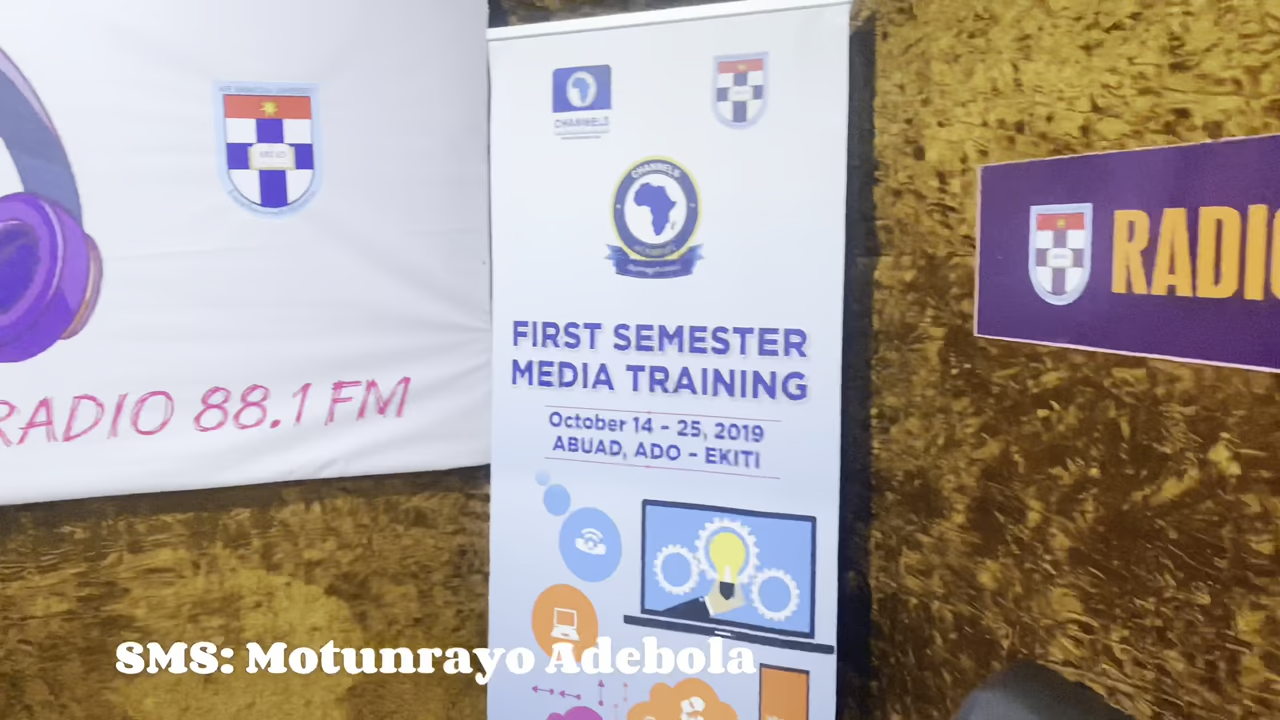 RADIO 88.1 FM
CHANNELS
CHANNELS
FIRST SEMESTER
MEDIA TRAINING
October 14 - 25, 2019
ABUAD, ADO - EKITI
RADIO
SMS: Motunrayo Adebola